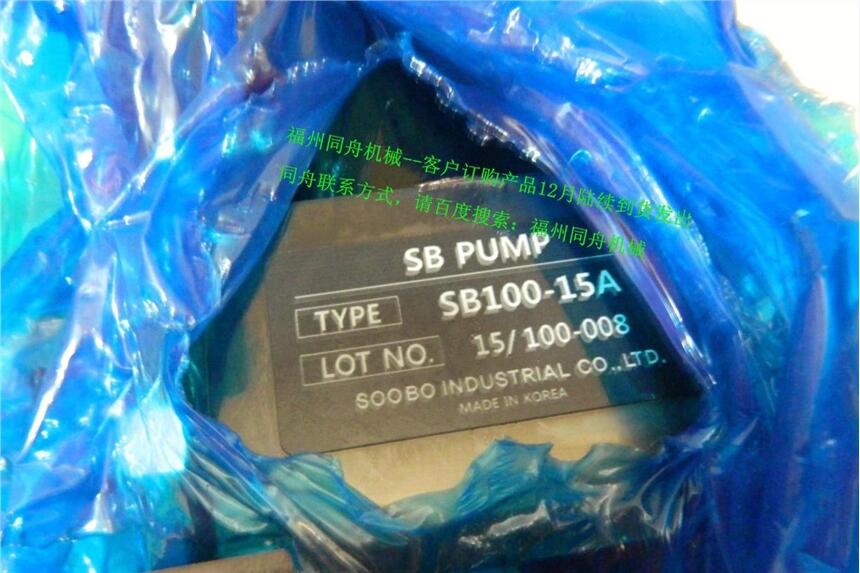 福州同舟机械--客户订购产品12月陆续到货发出
同舟联系方式，请百度搜索：福州同舟机械
SB PUMP
TYPE SB100-15A
LOT NO. 15/100-008
SOOBO INDUSTRIAL CO.,LTD.
MADE IN KOREA